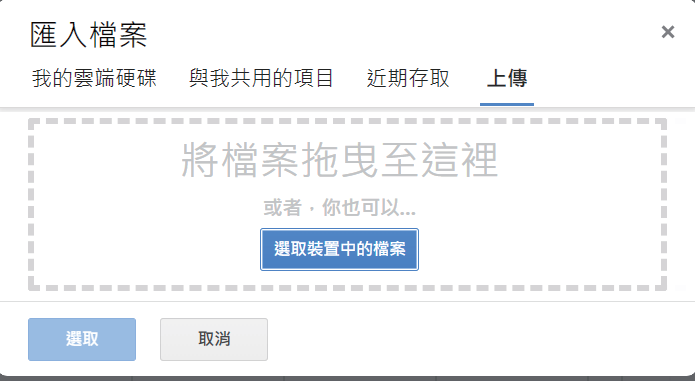 匯入檔案
×
我的雲端硬碟 與我共用的項目 近期存取 上傳
將檔案拖曳至這裡
或者，你也可以...
選取裝置中的檔案
選取 取消